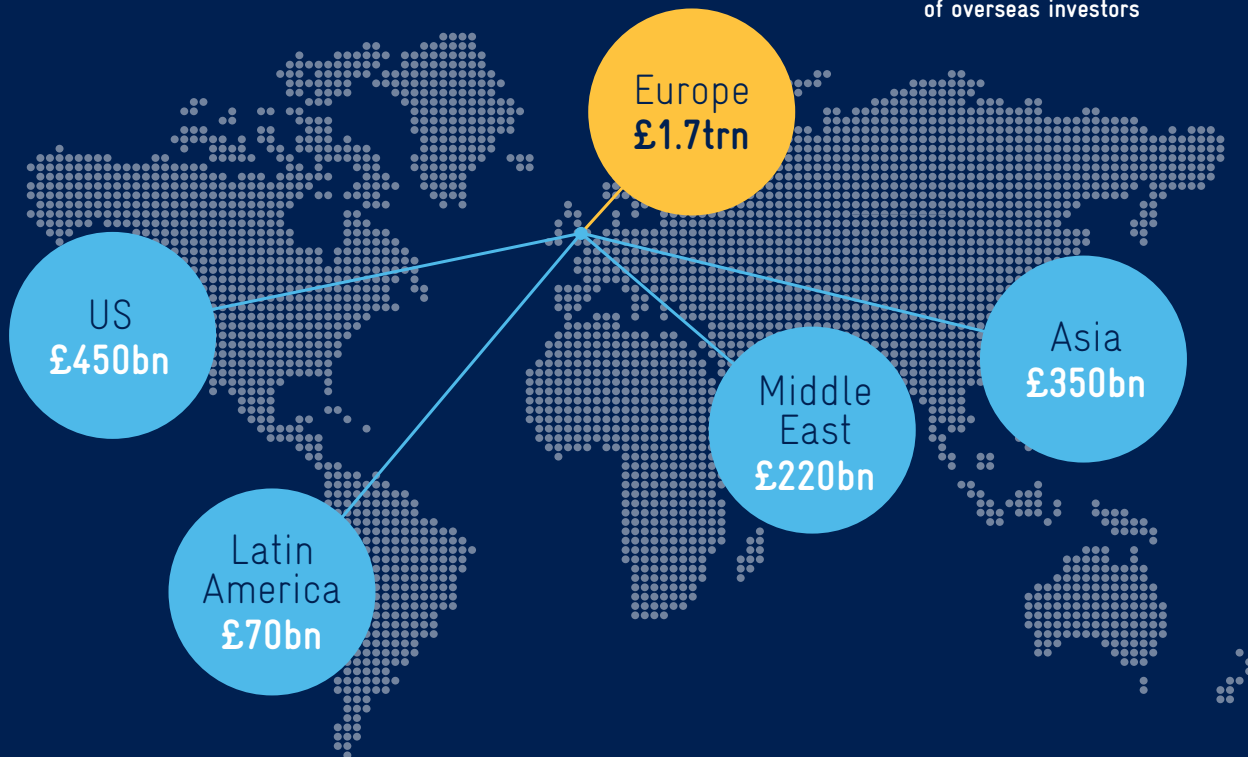 of overseas investors
Europe
£1.7trn
US
£450bn
Asia
£350bn
Middle
East
£220bn
Latin
America
£70bn